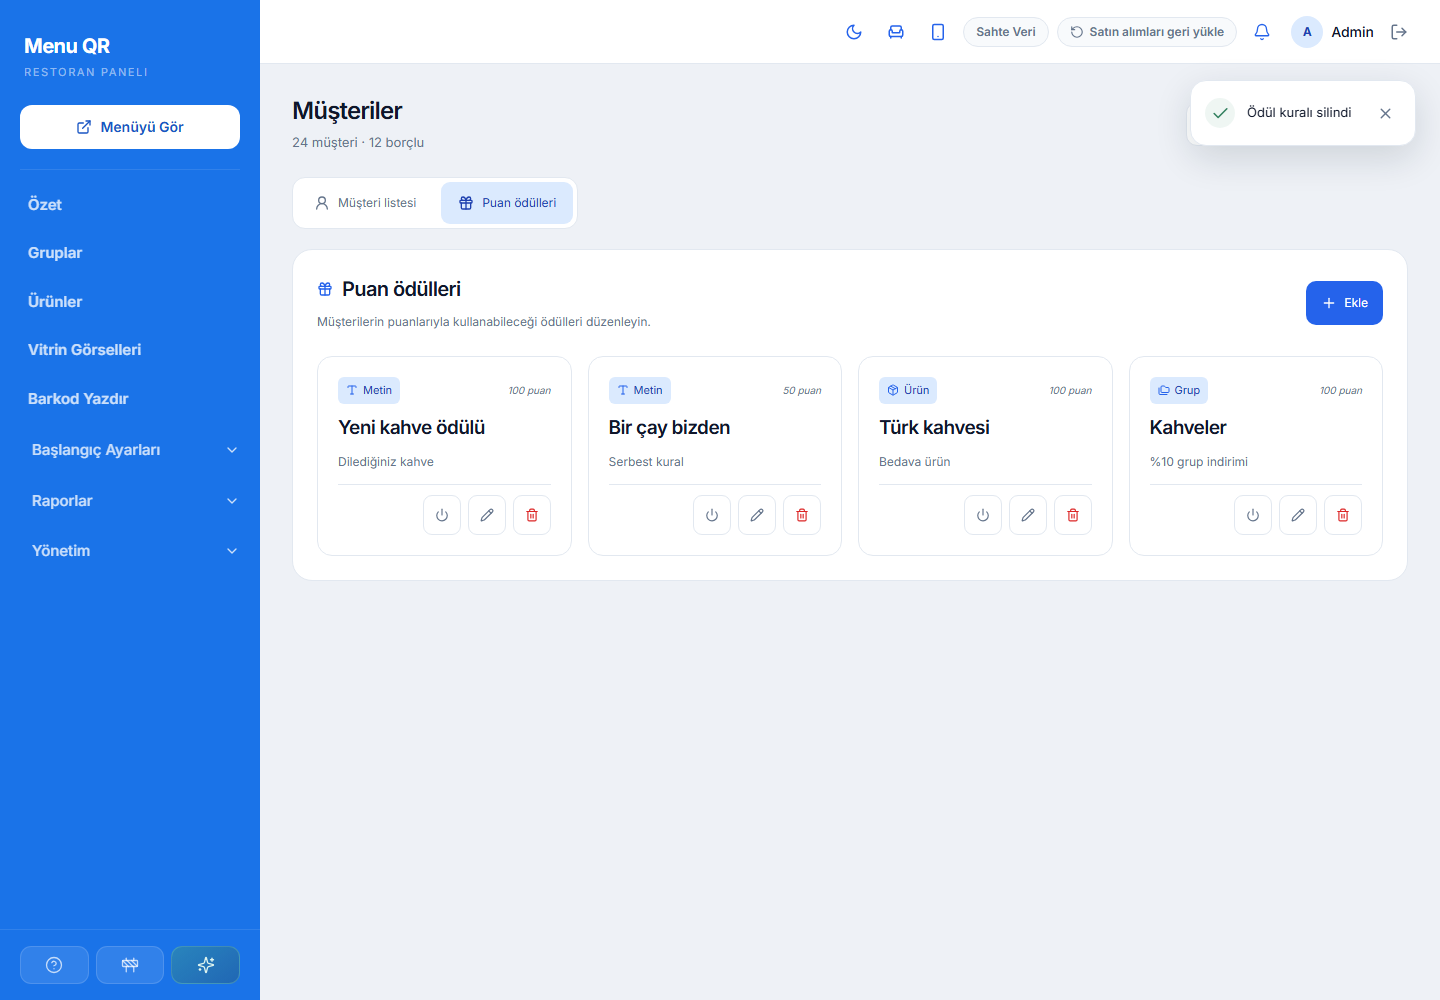 Menu QR
RESTORAN PANELI
Menüyü Gör
Özet
Gruplar
Ürünler
Vitrin Görselleri
Barkod Yazdır
Başlangıç Ayarları
Raporlar
Yönetim
Sahte Veri
Satın alımları geri yükle
A
Admin
Müşteriler
24 müşteri · 12 borçlu
Ödül kuralı silindi
Müşteri listesi
Puan ödülleri
Puan ödülleri
Müşterilerin puanlarıyla kullanabileceği ödülleri düzenleyin.
Ekle
Metin
100 puan
Yeni kahve ödülü
Dilediğiniz kahve
Metin
50 puan
Bir çay bizden
Serbest kural
Ürün
100 puan
Türk kahvesi
Bedava ürün
Grup
100 puan
Kahveler
%10 grup indirimi